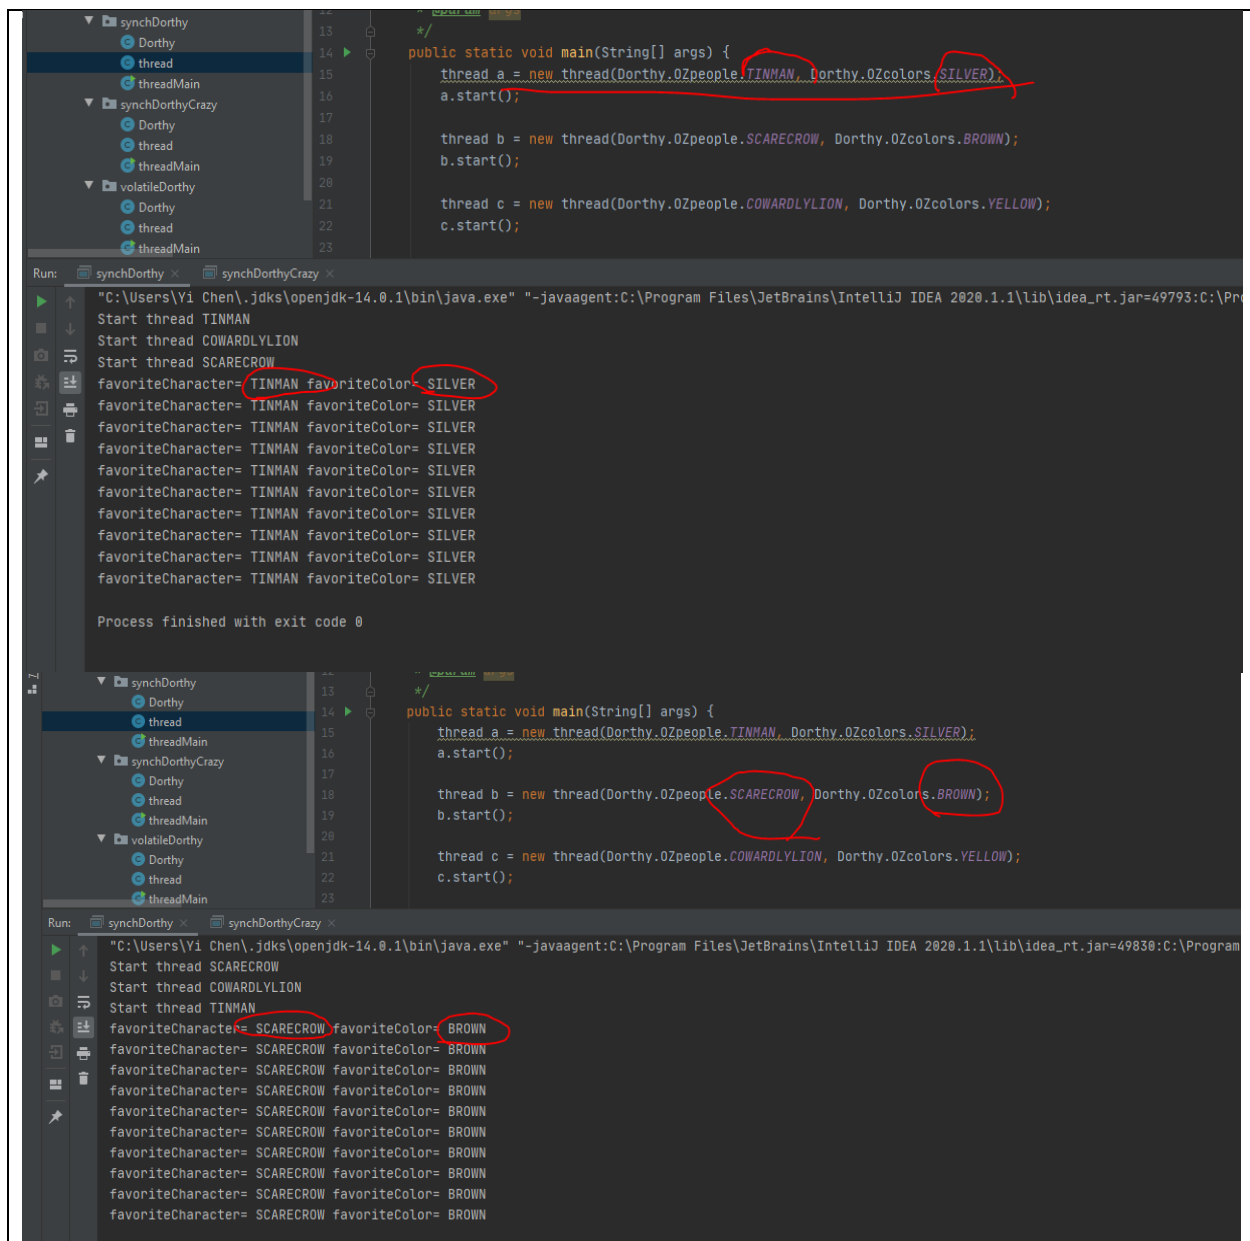 synchDorthy
Dorthy
thread
threadMain
synchDorthyCrazy
Dorthy
thread
threadMain
volatileDorthy
Dorthy
thread
threadMain
12 * @param args
13 */
14 public static void main(String[] args) {
15 thread a = new thread(Dorthy.OZpeople.TINMAN, Dorthy.OZcolors.SILVER);
16 a.start();
17
18 thread b = new thread(Dorthy.OZpeople.SCARECROW, Dorthy.OZcolors.BROWN);
19 b.start();
20
21 thread c = new thread(Dorthy.OZpeople.COWARDLYLION, Dorthy.OZcolors.YELLOW);
22 c.start();
23
Run: synchDorthy × synchDorthyCrazy ×
"C:\Users\Yi Chen\.jdks\openjdk-14.0.1\bin\java.exe" "-javaagent:C:\Program Files\JetBrains\IntelliJ IDEA 2020.1.1\lib\idea_rt.jar=49793:C:\Pro
Start thread TINMAN
Start thread COWARDLYLION
Start thread SCARECROW
favoriteCharacter= TINMAN favoriteColor= SILVER
favoriteCharacter= TINMAN favoriteColor= SILVER
favoriteCharacter= TINMAN favoriteColor= SILVER
favoriteCharacter= TINMAN favoriteColor= SILVER
favoriteCharacter= TINMAN favoriteColor= SILVER
favoriteCharacter= TINMAN favoriteColor= SILVER
favoriteCharacter= TINMAN favoriteColor= SILVER
favoriteCharacter= TINMAN favoriteColor= SILVER
favoriteCharacter= TINMAN favoriteColor= SILVER
favoriteCharacter= TINMAN favoriteColor= SILVER
Process finished with exit code 0
synchDorthy
Dorthy
thread
threadMain
synchDorthyCrazy
Dorthy
thread
threadMain
volatileDorthy
Dorthy
thread
threadMain
12 * @param args
13 */
14 public static void main(String[] args) {
15 thread a = new thread(Dorthy.OZpeople.TINMAN, Dorthy.OZcolors.SILVER);
16 a.start();
17
18 thread b = new thread(Dorthy.OZpeople.SCARECROW, Dorthy.OZcolors.BROWN);
19 b.start();
20
21 thread c = new thread(Dorthy.OZpeople.COWARDLYLION, Dorthy.OZcolors.YELLOW);
22 c.start();
23
Run: synchDorthy × synchDorthyCrazy ×
"C:\Users\Yi Chen\.jdks\openjdk-14.0.1\bin\java.exe" "-javaagent:C:\Program Files\JetBrains\IntelliJ IDEA 2020.1.1\lib\idea_rt.jar=49830:C:\Program
Start thread SCARECROW
Start thread COWARDLYLION
Start thread TINMAN
favoriteCharacter= SCARECROW favoriteColor= BROWN
favoriteCharacter= SCARECROW favoriteColor= BROWN
favoriteCharacter= SCARECROW favoriteColor= BROWN
favoriteCharacter= SCARECROW favoriteColor= BROWN
favoriteCharacter= SCARECROW favoriteColor= BROWN
favoriteCharacter= SCARECROW favoriteColor= BROWN
favoriteCharacter= SCARECROW favoriteColor= BROWN
favoriteCharacter= SCARECROW favoriteColor= BROWN
favoriteCharacter= SCARECROW favoriteColor= BROWN
favoriteCharacter= SCARECROW favoriteColor= BROWN